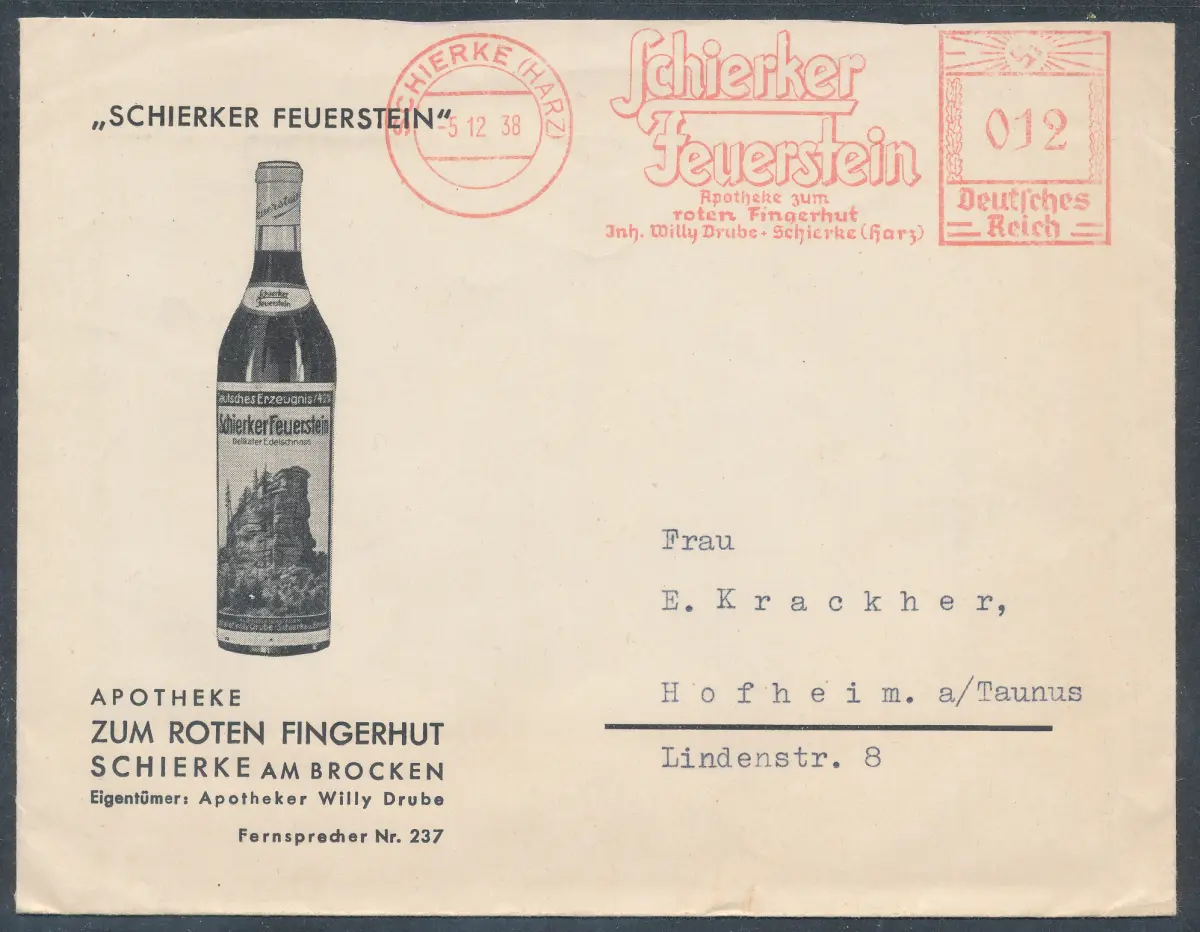 „SCHIERKER FEUERSTEIN“
SCHIERKE (HARZ)
-5 12 38
Schierker
Feuerstein
Apotheke zum
roten Fingerhut
Inh. Willy Drube · Schierke (Harz)
012
Deutsches
Reich
Schierker
Feuerstein
Deutsches Erzeugnis
Schierker Feuerstein
Frau
E. Krackher,
Hofheim. a/Taunus
Lindenstr. 8
APOTHEKE
ZUM ROTEN FINGERHUT
SCHIERKE AM BROCKEN
Eigentümer: Apotheker Willy Drube
Fernsprecher Nr. 237